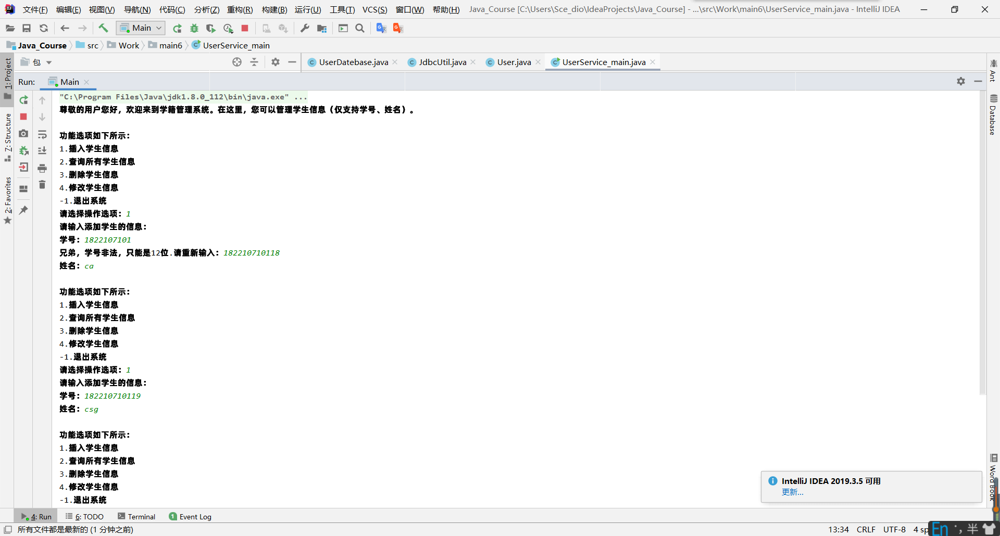 文件(F) 编辑(E) 视图(V) 导航(N) 代码(C) 分析(Z) 重构(R) 构建(B) 运行(U) 工具(T) VCS(S) 窗口(W) 帮助(H) Java_Course [C:\Users\Sce_dio\IdeaProjects\Java_Course] - ...\src\Work\main6\UserService_main.java - IntelliJ IDEA
Main
Java_Course src Work main6 UserService_main
包 UserDatebase.java JdbcUtil.java User.java UserService_main.java
Run: Main
"C:\Program Files\Java\jdk1.8.0_112\bin\java.exe" ...
尊敬的用户您好，欢迎来到学籍管理系统。在这里，您可以管理学生信息（仅支持学号、姓名）。
功能选项如下所示：
1.插入学生信息
2.查询所有学生信息
3.删除学生信息
4.修改学生信息
-1.退出系统
请选择操作选项：1
请输入添加学生的信息：
学号：1822107101
兄弟，学号非法，只能是12位.请重新输入：182210710118
姓名：ca
功能选项如下所示：
1.插入学生信息
2.查询所有学生信息
3.删除学生信息
4.修改学生信息
-1.退出系统
请选择操作选项：1
请输入添加学生的信息：
学号：182210710119
姓名：csg
功能选项如下所示：
1.插入学生信息
2.查询所有学生信息
3.删除学生信息
4.修改学生信息
-1.退出系统
1: Project
7: Structure
2: Favorites
Ant
Database
Word Book
IntelliJ IDEA 2019.3.5 可用
更新...
4: Run 6: TODO Terminal 1 Event Log
所有文件都是最新的 (1 分钟之前) 13:34 CRLF UTF-8 4 sp
En 半